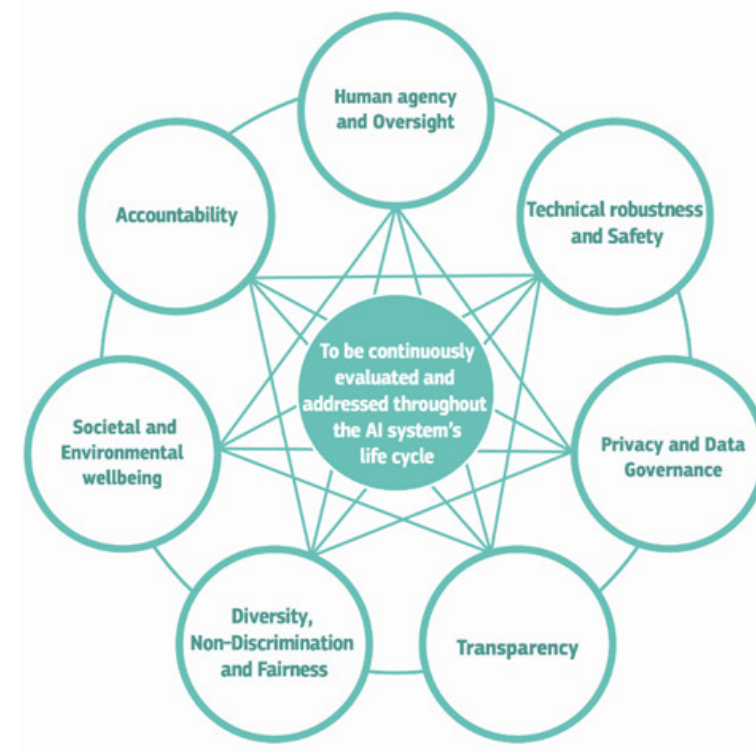 Human agency
and Oversight
Technical robustness
and Safety
Privacy and Data
Governance
Transparency
Diversity,
Non-Discrimination
and Fairness
Societal and
Environmental
wellbeing
Accountability
To be continuously
evaluated and
addressed throughout
the AI system's
life cycle